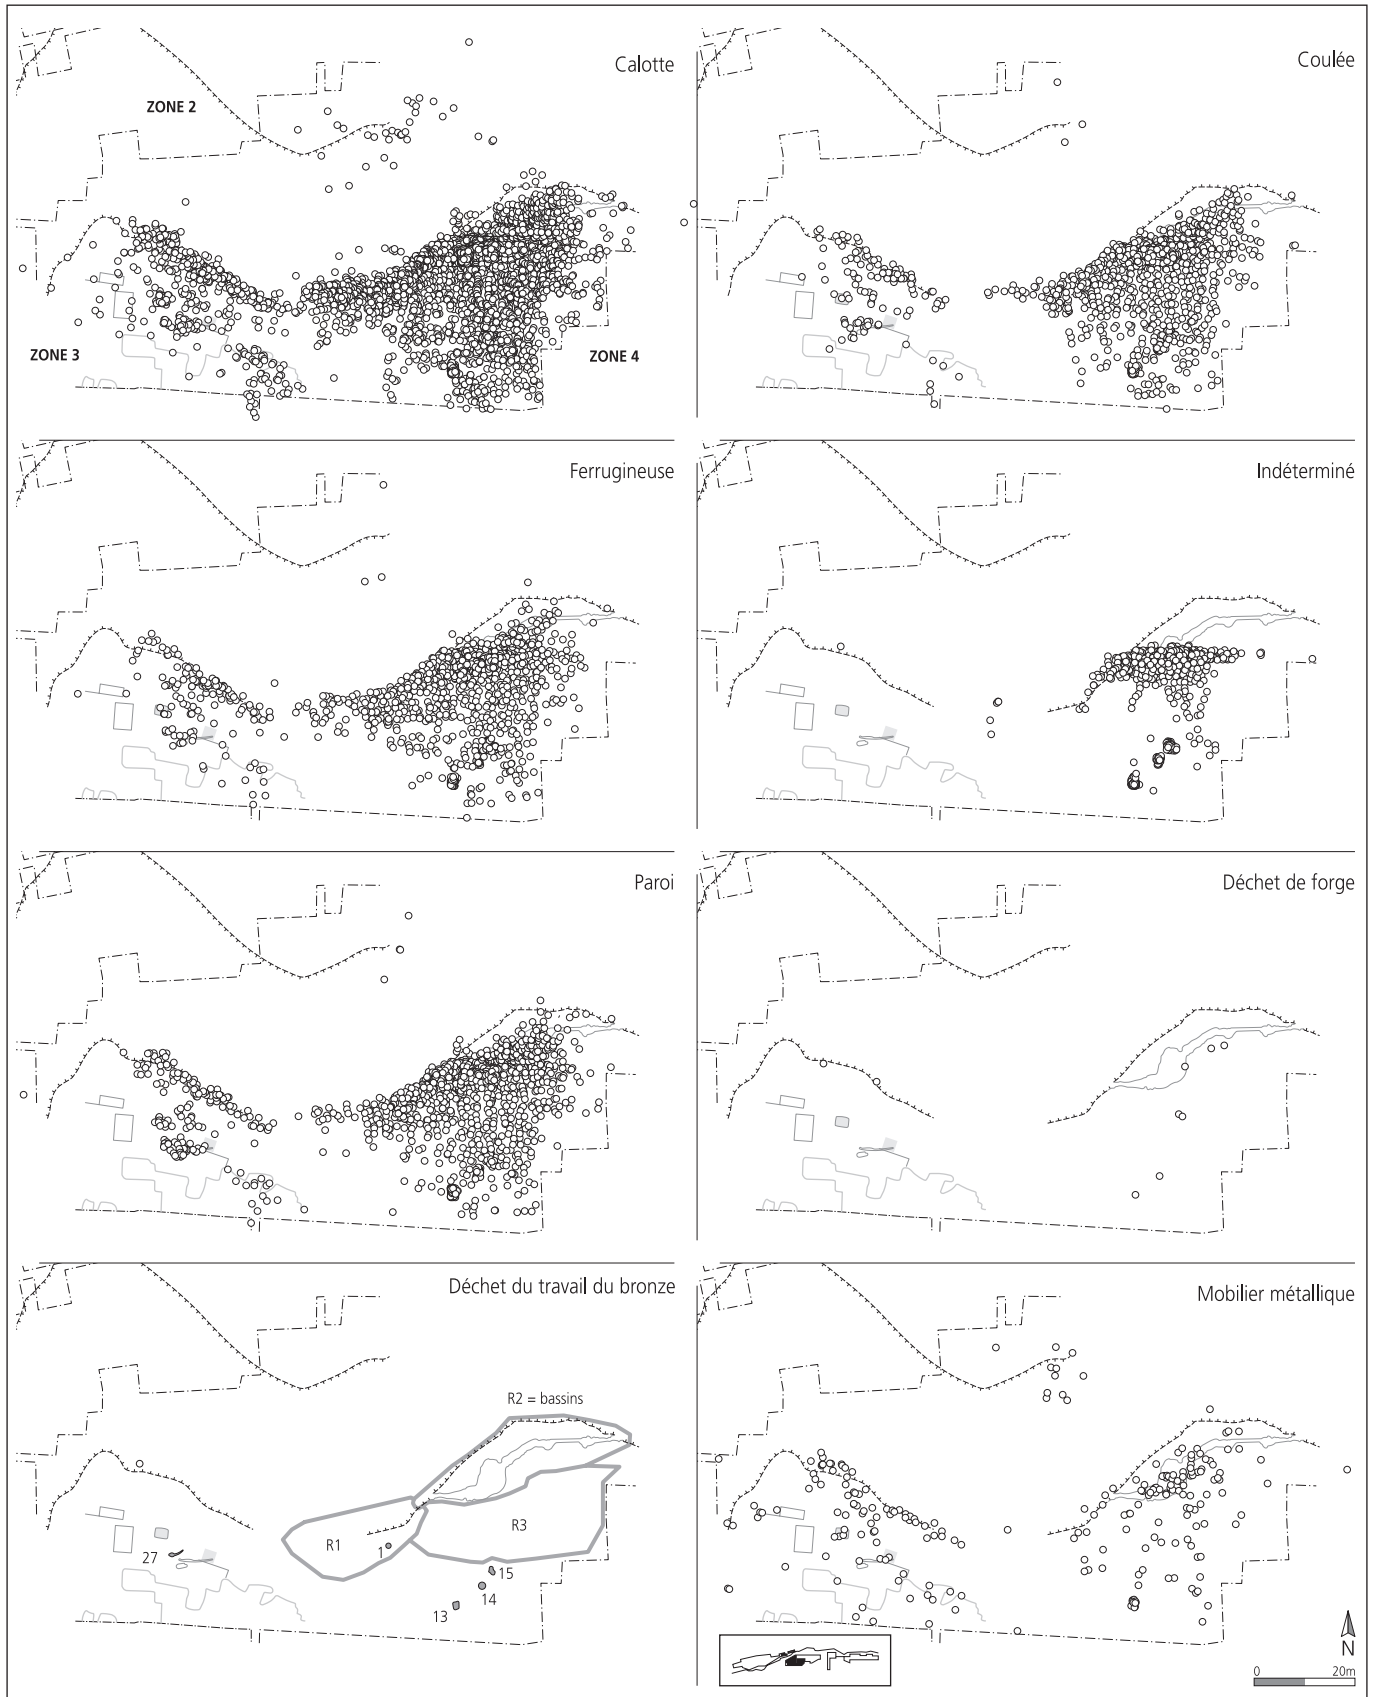 Calotte
ZONE 2
ZONE 3
ZONE 4
Coulée
Ferrugineuse
Indéterminé
Paroi
Déchet de forge
Déchet du travail du bronze
R2 = bassins
R1
R3
1
27
15
14
13
Mobilier métallique
N
0 20m